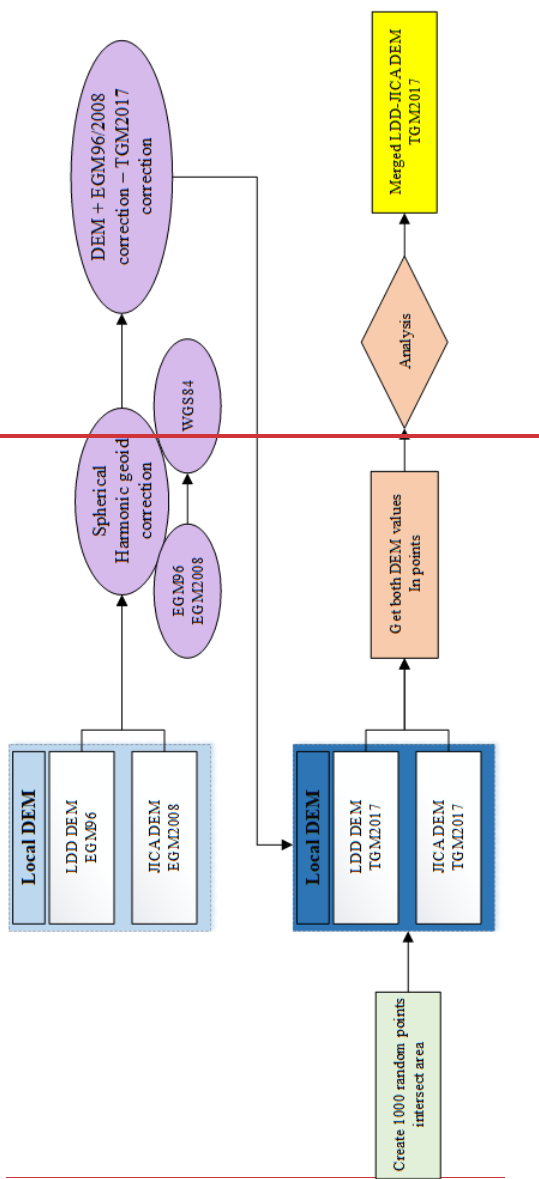 Local DEM
LDD DEM
EGM96
JICA DEM
EGM2008
Spherical
Harmonic geoid
correction
EGM96
EGM2008
WGS84
DEM + EGM96/2008
correction – TGM2017
correction
Create 1000 random points
intersect area
Local DEM
LDD DEM
TGM2017
JICA DEM
TGM2017
Get both DEM values
In points
Analysis
Merged LDD-JICA DEM
TGM2017